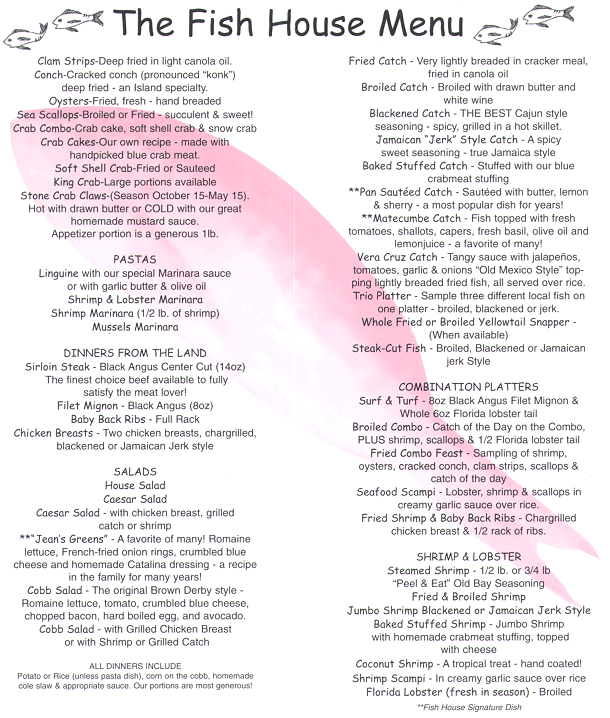 The Fish House Menu
Clam Strips-Deep fried in light canola oil.
Conch-Cracked conch (pronounced “konk”)
deep fried - an Island specialty.
Oysters-Fried, fresh - hand breaded
Sea Scallops-Broiled or Fried - succulent & sweet!
Crab Combo-Crab cake, soft shell crab & snow crab
Crab Cakes-Our own recipe - made with
handpicked blue crab meat.
Soft Shell Crab-Fried or Sauteed
King Crab-Large portions available
Stone Crab Claws-(Season October 15-May 15).
Hot with drawn butter or COLD with our great
homemade mustard sauce.
Appetizer portion is a generous 1lb.
PASTAS
Linguine with our special Marinara sauce
or with garlic butter & olive oil
Shrimp & Lobster Marinara
Shrimp Marinara (1/2 lb. of shrimp)
Mussels Marinara
DINNERS FROM THE LAND
Sirloin Steak - Black Angus Center Cut (14oz)
The finest choice beef available to fully
satisfy the meat lover!
Filet Mignon - Black Angus (8oz)
Baby Back Ribs - Full Rack
Chicken Breasts - Two chicken breasts, chargrilled,
blackened or Jamaican Jerk style
SALADS
House Salad
Caesar Salad
Caesar Salad - with chicken breast, grilled
catch or shrimp
**“Jean’s Greens” - A favorite of many! Romaine
lettuce, French-fried onion rings, crumbled blue
cheese and homemade Catalina dressing - a recipe
in the family for many years!
Cobb Salad - The original Brown Derby style -
Romaine lettuce, tomato, crumbled blue cheese,
chopped bacon, hard boiled egg, and avocado.
Cobb Salad - with Grilled Chicken Breast
or with Shrimp or Grilled Catch
ALL DINNERS INCLUDE
Potato or Rice (unless pasta dish), corn on the cobb, homemade
cole slaw & appropriate sauce. Our portions are most generous!
Fried Catch - Very lightly breaded in cracker meal,
fried in canola oil
Broiled Catch - Broiled with drawn butter and
white wine
Blackened Catch - THE BEST Cajun style
seasoning - spicy, grilled in a hot skillet.
Jamaican “Jerk” Style Catch - A spicy
sweet seasoning - true Jamaica style
Baked Stuffed Catch - Stuffed with our blue
crabmeat stuffing
**Pan Sautéed Catch - Sautéed with butter, lemon
& sherry - a most popular dish for years!
**Matecumbe Catch - Fish topped with fresh
tomatoes, shallots, capers, fresh basil, olive oil and
lemonjuice - a favorite of many!
Vera Cruz Catch - Tangy sauce with jalapeños,
tomatoes, garlic & onions “Old Mexico Style” top-
ping lightly breaded fried fish, all served over rice.
Trio Platter - Sample three different local fish on
one platter - broiled, blackened or jerk.
Whole Fried or Broiled Yellowtail Snapper -
(When available)
Steak-Cut Fish - Broiled, Blackened or Jamaican
jerk Style
COMBINATION PLATTERS
Surf & Turf - 8oz Black Angus Filet Mignon &
Whole 6oz Florida lobster tail
Broiled Combo - Catch of the Day on the Combo,
PLUS shrimp, scallops & 1/2 Florida lobster tail
Fried Combo Feast - Sampling of shrimp,
oysters, cracked conch, clam strips, scallops &
catch of the day
Seafood Scampi - Lobster, shrimp & scallops in
creamy garlic sauce over rice.
Fried Shrimp & Baby Back Ribs - Chargrilled
chicken breast & 1/2 rack of ribs.
SHRIMP & LOBSTER
Steamed Shrimp - 1/2 lb. or 3/4 lb
“Peel & Eat” Old Bay Seasoning
Fried & Broiled Shrimp
Jumbo Shrimp Blackened or Jamaican Jerk Style
Baked Stuffed Shrimp - Jumbo Shrimp
with homemade crabmeat stuffing, topped
with cheese
Coconut Shrimp - A tropical treat - hand coated!
Shrimp Scampi - In creamy garlic sauce over rice
Florida Lobster (fresh in season) - Broiled
**Fish House Signature Dish